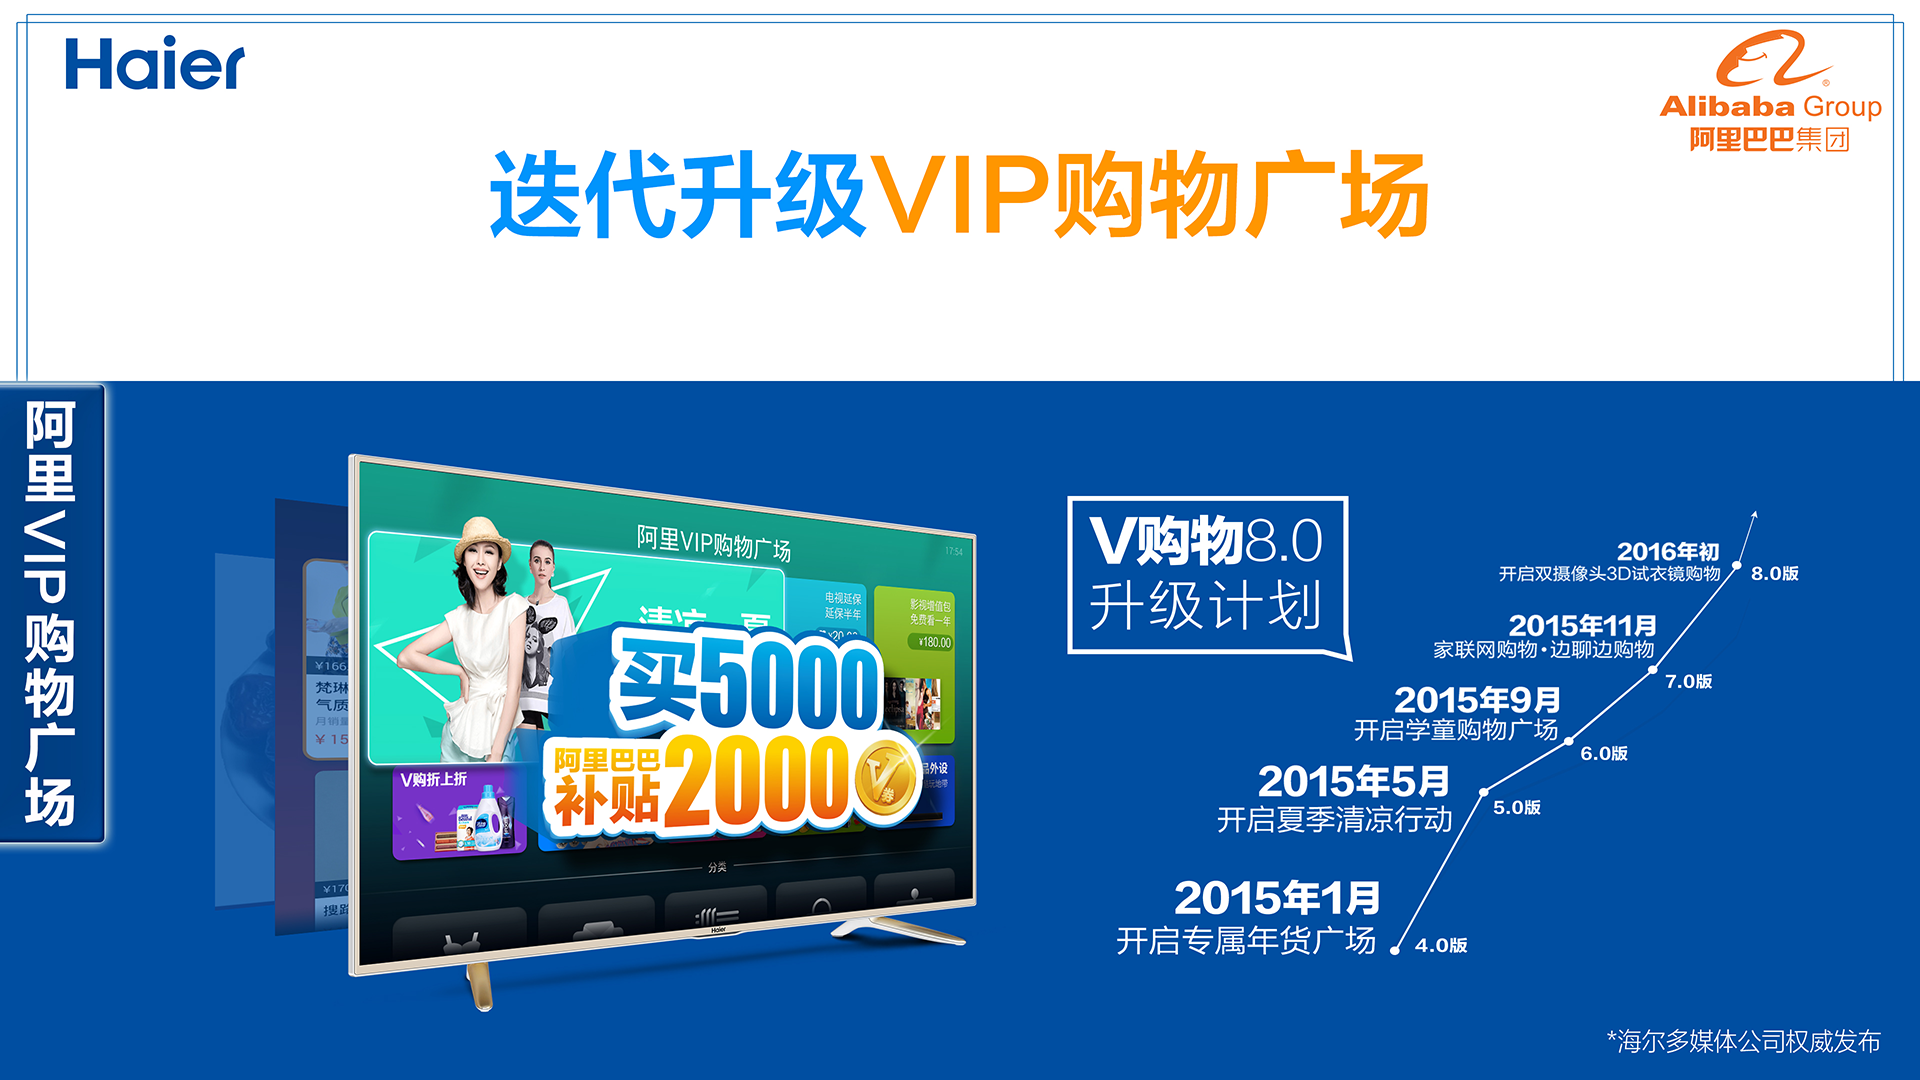 Haier
Alibaba Group
阿里巴巴集团
迭代升级VIP购物广场
阿里VIP购物广场
阿里VIP购物广场
17:54
电视延保
延保半年
影视增值包
免费看一年
¥180.00
买5000
阿里巴巴
补贴2000
V券
V购折上折
分类
Haier
V购物8.0
升级计划
2016年初
开启双摄像头3D试衣镜购物
8.0版
2015年11月
家联网购物·边聊边购物
7.0版
2015年9月
开启学童购物广场
6.0版
2015年5月
开启夏季清凉行动
5.0版
2015年1月
开启专属年货广场
4.0版
*海尔多媒体公司权威发布